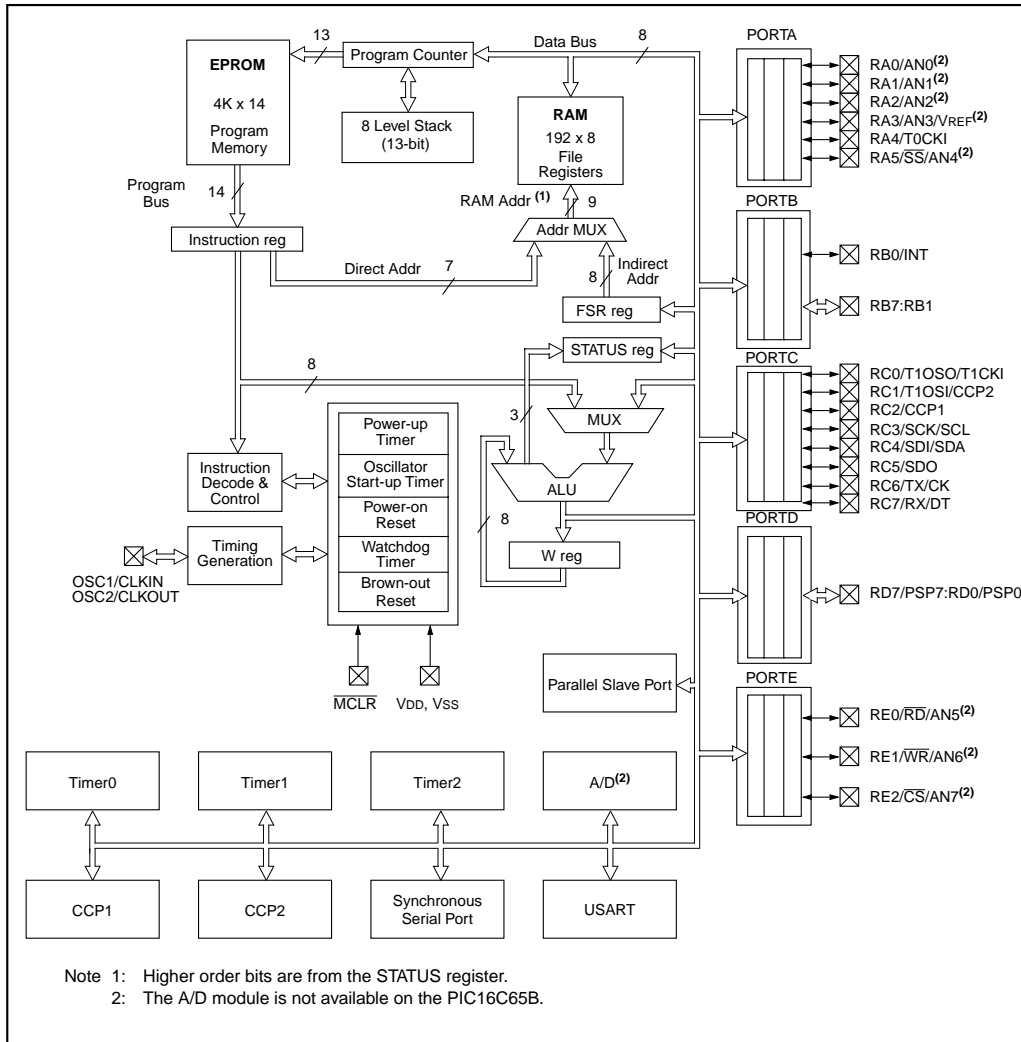 13
Data Bus
8
PORTA
EPROM
4K x 14
Program
Memory
Program Counter
8 Level Stack
(13-bit)
RAM
192 x 8
File
Registers
RA0/AN0(2)
RA1/AN1(2)
RA2/AN2(2)
RA3/AN3/VREF(2)
RA4/T0CKI
RA5/SS/AN4(2)
Program
Bus
14
RAM Addr (1)
9
PORTB
Instruction reg
Addr MUX
RB0/INT
Direct Addr
7
8
Indirect
Addr
FSR reg
RB7:RB1
STATUS reg
PORTC
8
3
MUX
RC0/T1OSO/T1CKI
RC1/T1OSI/CCP2
RC2/CCP1
RC3/SCK/SCL
RC4/SDI/SDA
RC5/SDO
RC6/TX/CK
RC7/RX/DT
Power-up
Timer
Oscillator
Start-up Timer
Power-on
Reset
Watchdog
Timer
Brown-out
Reset
Instruction
Decode &
Control
ALU
8
W reg
PORTD
Timing
Generation
OSC1/CLKIN
OSC2/CLKOUT
RD7/PSP7:RD0/PSP0
MCLR
VDD, VSS
Parallel Slave Port
PORTE
RE0/RD/AN5(2)
RE1/WR/AN6(2)
RE2/CS/AN7(2)
Timer0
Timer1
Timer2
A/D(2)
CCP1
CCP2
Synchronous
Serial Port
USART
Note 1: Higher order bits are from the STATUS register.
2: The A/D module is not available on the PIC16C65B.